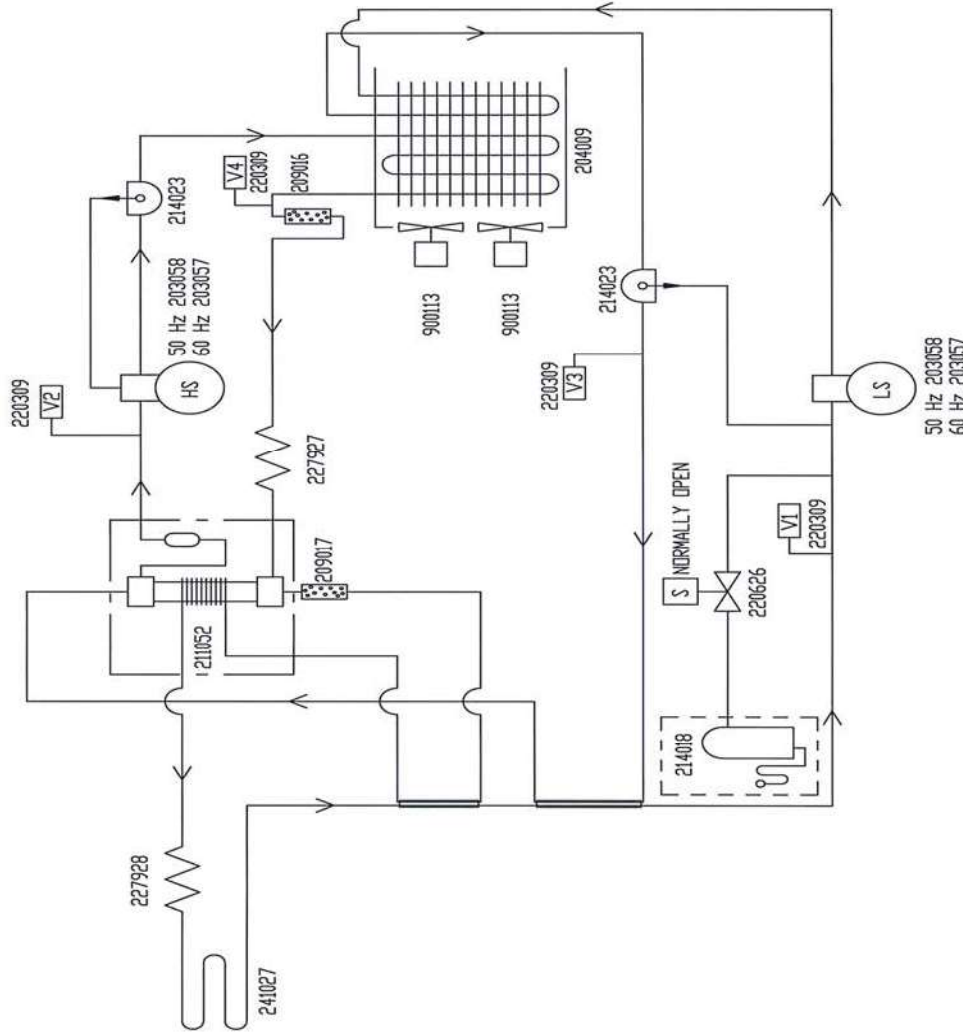 220309
V2
50 Hz 203058
60 Hz 203057
HS
214023
V4
220309
209016
227927
209017
211052
227928
241027
204009
900113
900113
214023
220309
V3
214018
S
NORMALLY OPEN
220626
V1
220309
LS
50 Hz 203058
60 Hz 203057